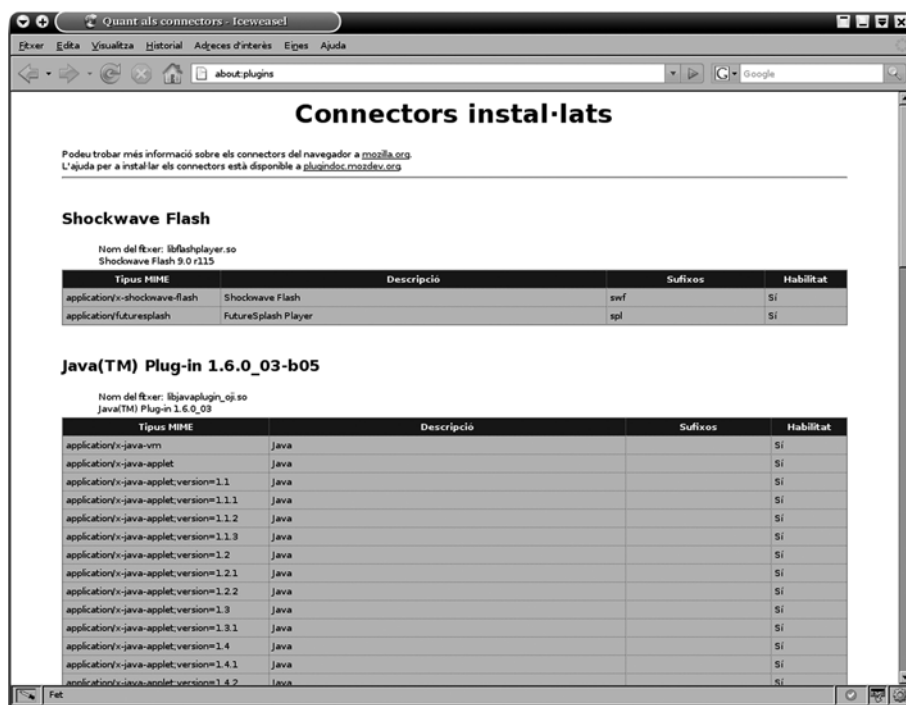 Quant als connectors - Iceweasel
Fitxer Edita Visualitza Historial Adreces d'interès Eines Ajuda
about:plugins G Google
Connectors instal·lats
Podeu trobar més informació sobre els connectors del navegador a mozilla.org.
L'ajuda per a instal·lar els connectors està disponible a plugindoc.mozdev.org
Shockwave Flash
Nom del fitxer: libflashplayer.so
Shockwave Flash 9.0 r115
Tipus MIME Descripció Sufixos Habilitat
application/x-shockwave-flash Shockwave Flash swf Sí
application/futuresplash FutureSplash Player spl Sí
Java(TM) Plug-in 1.6.0_03-b05
Nom del fitxer: libjavaplugin_oji.so
Java(TM) Plug-in 1.6.0_03
Tipus MIME Descripció Sufixos Habilitat
application/x-java-vm Java Sí
application/x-java-applet Java Sí
application/x-java-applet;version=1.1 Java Sí
application/x-java-applet;version=1.1.1 Java Sí
application/x-java-applet;version=1.1.2 Java Sí
application/x-java-applet;version=1.1.3 Java Sí
application/x-java-applet;version=1.2 Java Sí
application/x-java-applet;version=1.2.1 Java Sí
application/x-java-applet;version=1.2.2 Java Sí
application/x-java-applet;version=1.3 Java Sí
application/x-java-applet;version=1.3.1 Java Sí
application/x-java-applet;version=1.4 Java Sí
application/x-java-applet;version=1.4.1 Java Sí
application/x-java-applet;version=1.4.2 Java Sí
Fet